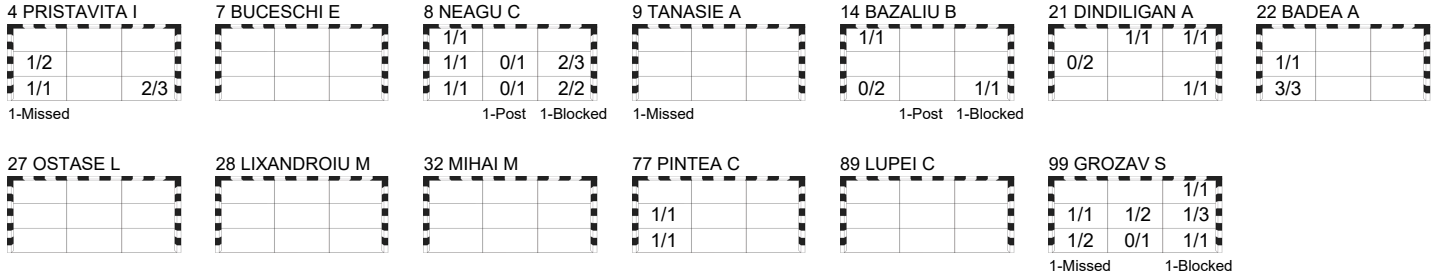 4 PRISTAVITA I 7 BUCESCHI E 8 NEAGU C 9 TANASIE A 14 BAZALIU B 21 DINDILIGAN A 22 BADEA A
1/1 1/1 1/1 1/1
1/2 1/1 0/1 2/3 0/2 1/1
1/1 2/3 1/1 0/1 2/2 0/2 1/1 1/1 3/3
1-Missed 1-Post 1-Blocked 1-Missed 1-Post 1-Blocked
27 OSTASE L 28 LIXANDROIU M 32 MIHAI M 77 PINTEA C 89 LUPEI C 99 GROZAV S
1/1
1/1 1/1 1/2 1/3
1/1 1/2 0/1 1/1
1-Missed 1-Blocked